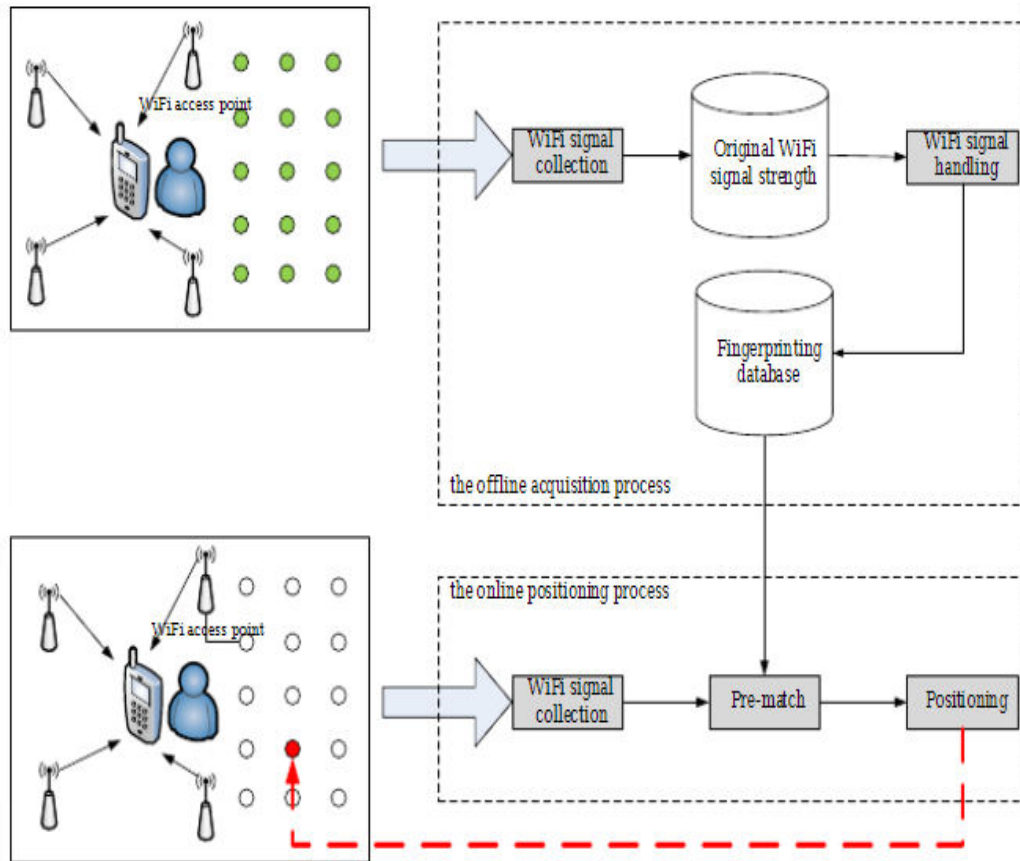 WiFi access point
WiFi signal
collection
Original WiFi
signal strength
WiFi signal
handling
Fingerprinting
database
the offline acquisition process
the online positioning process
WiFi access point
WiFi signal
collection
Pre-match
Positioning